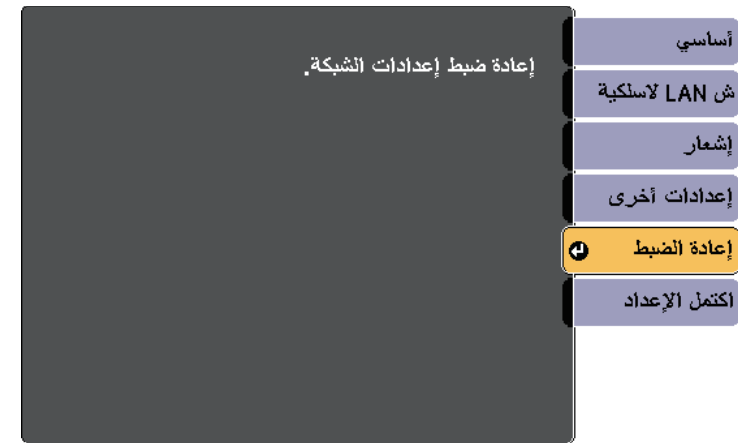 أساسي
ش LAN لاسلكية
إشعار
إعدادات أخرى
إعادة الضبط
اكتمل الإعداد
إعادة ضبط إعدادات الشبكة.